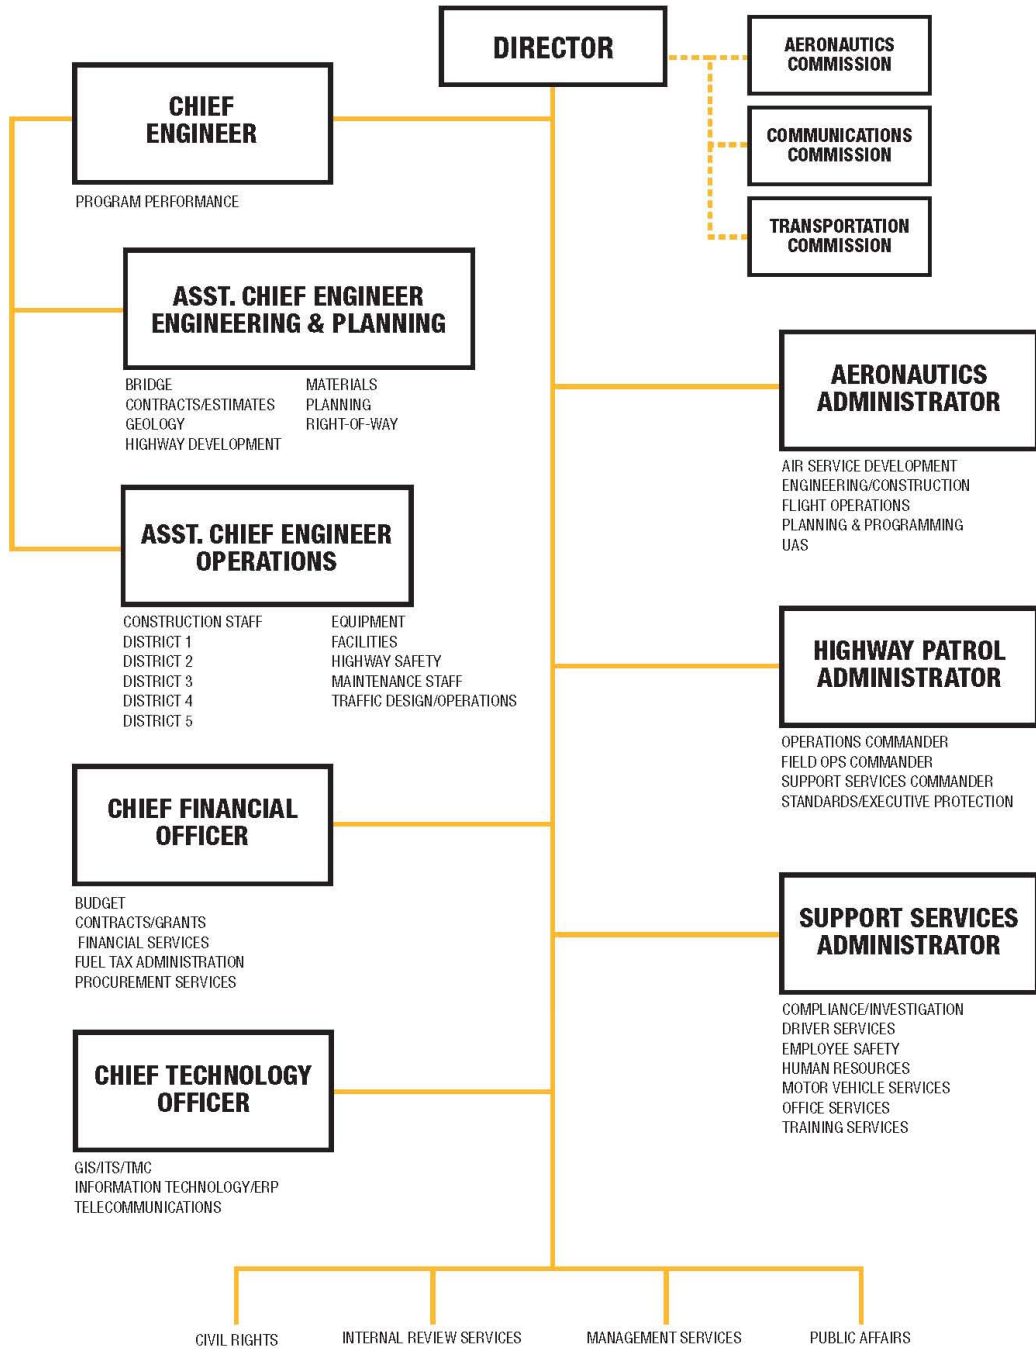 DIRECTOR
AERONAUTICS
COMMISSION
COMMUNICATIONS
COMMISSION
TRANSPORTATION
COMMISSION
CHIEF
ENGINEER
PROGRAM PERFORMANCE
ASST. CHIEF ENGINEER
ENGINEERING & PLANNING
BRIDGE
CONTRACTS/ESTIMATES
GEOLOGY
HIGHWAY DEVELOPMENT
MATERIALS
PLANNING
RIGHT-OF-WAY
ASST. CHIEF ENGINEER
OPERATIONS
CONSTRUCTION STAFF
DISTRICT 1
DISTRICT 2
DISTRICT 3
DISTRICT 4
DISTRICT 5
EQUIPMENT
FACILITIES
HIGHWAY SAFETY
MAINTENANCE STAFF
TRAFFIC DESIGN/OPERATIONS
CHIEF FINANCIAL
OFFICER
BUDGET
CONTRACTS/GRANTS
FINANCIAL SERVICES
FUEL TAX ADMINISTRATION
PROCUREMENT SERVICES
CHIEF TECHNOLOGY
OFFICER
GIS/ITS/TMC
INFORMATION TECHNOLOGY/ERP
TELECOMMUNICATIONS
AERONAUTICS
ADMINISTRATOR
AIR SERVICE DEVELOPMENT
ENGINEERING/CONSTRUCTION
FLIGHT OPERATIONS
PLANNING & PROGRAMMING
UAS
HIGHWAY PATROL
ADMINISTRATOR
OPERATIONS COMMANDER
FIELD OPS COMMANDER
SUPPORT SERVICES COMMANDER
STANDARDS/EXECUTIVE PROTECTION
SUPPORT SERVICES
ADMINISTRATOR
COMPLIANCE/INVESTIGATION
DRIVER SERVICES
EMPLOYEE SAFETY
HUMAN RESOURCES
MOTOR VEHICLE SERVICES
OFFICE SERVICES
TRAINING SERVICES
CIVIL RIGHTS
INTERNAL REVIEW SERVICES
MANAGEMENT SERVICES
PUBLIC AFFAIRS